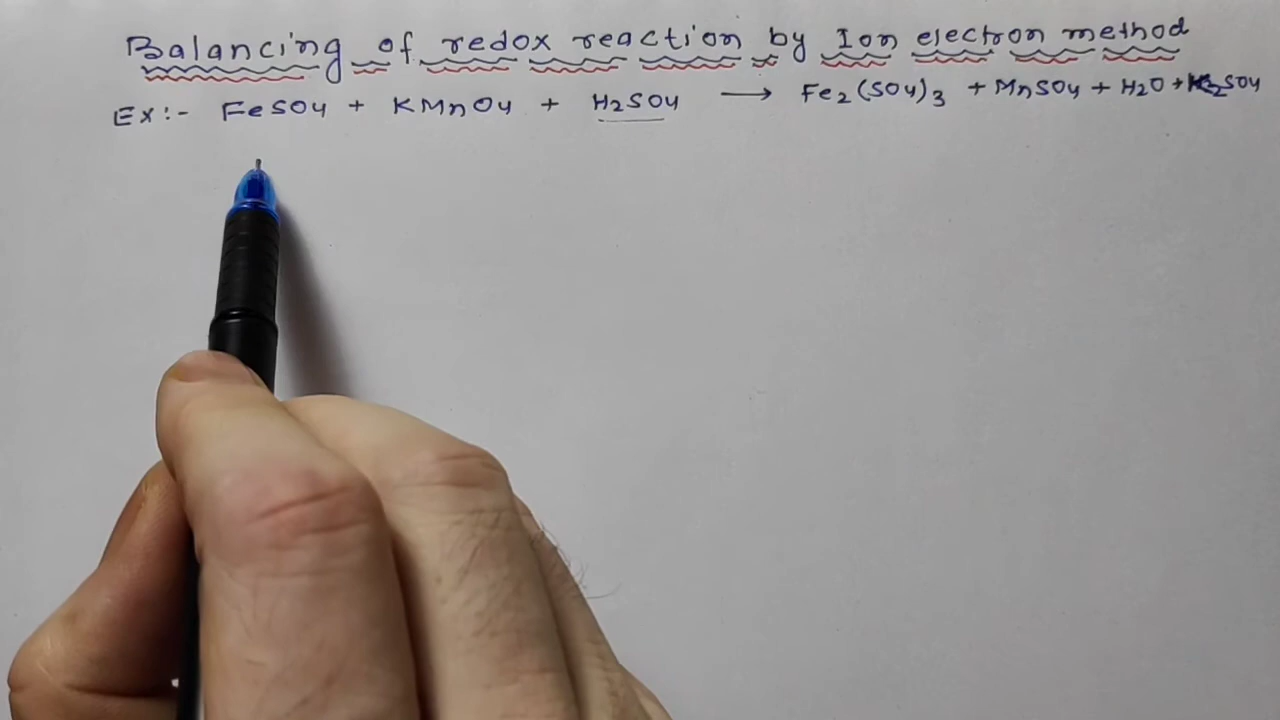 Balancing of redox reaction by Ion electron method
Ex:- FeSO4 + KMnO4 + H2SO4 → Fe2(SO4)3 + MnSO4 + H2O + K2SO4